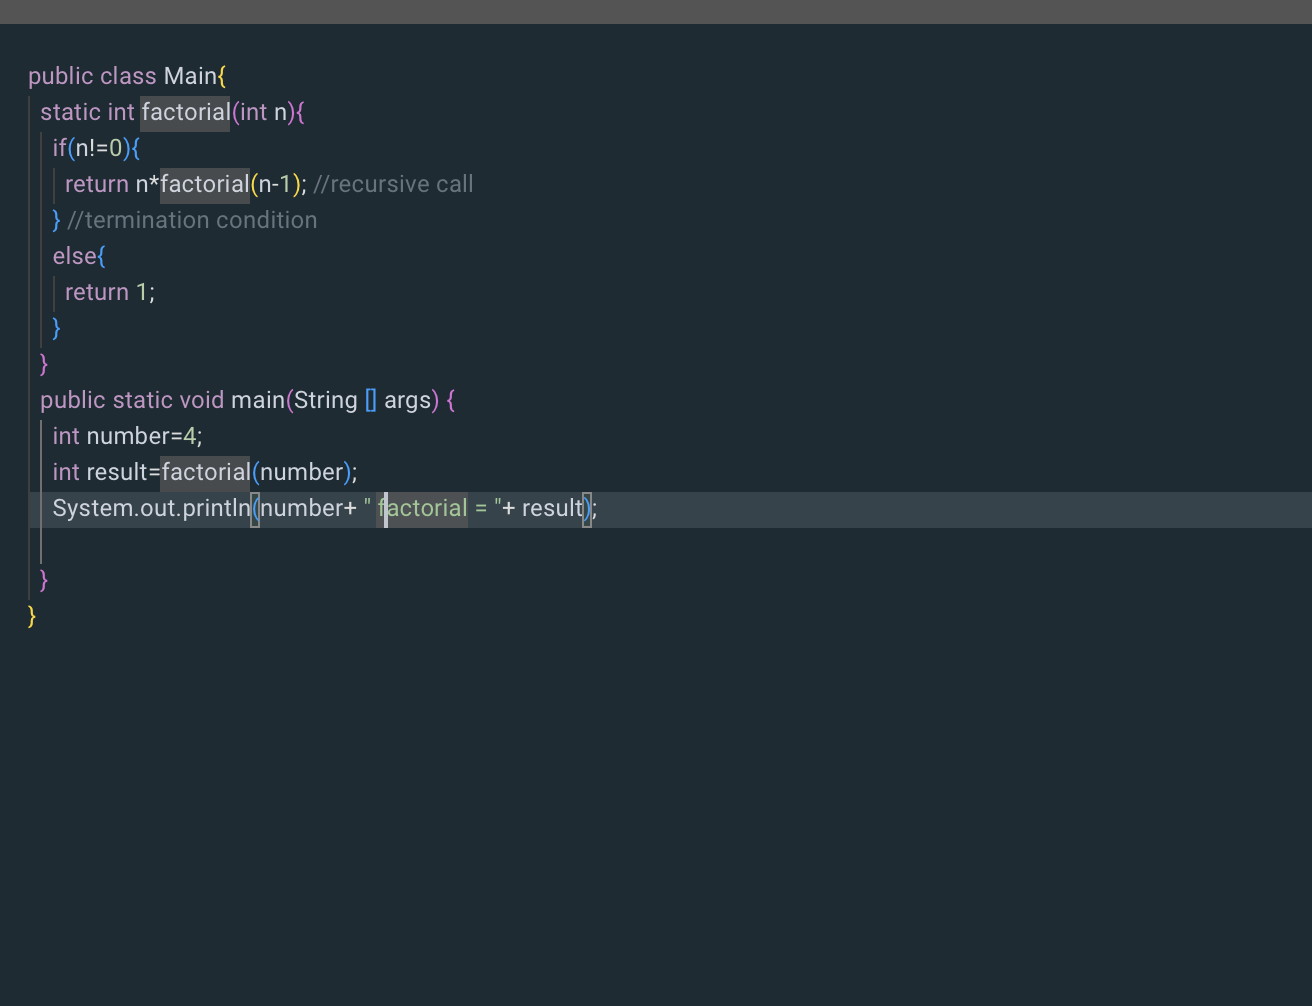 public class Main{
static int factorial(int n){
if(n!=0){
return n*factorial(n-1); //recursive call
} //termination condition
else{
return 1;
}
}
public static void main(String [] args) {
int number=4;
int result=factorial(number);
System.out.println(number+ " factorial = "+ result);
}
}